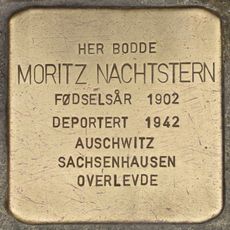 HER BODDE
MORITZ NACHTSTERN
FØDSELSÅR 1902
DEPORTERT 1942
AUSCHWITZ
SACHSENHAUSEN
OVERLEVDE